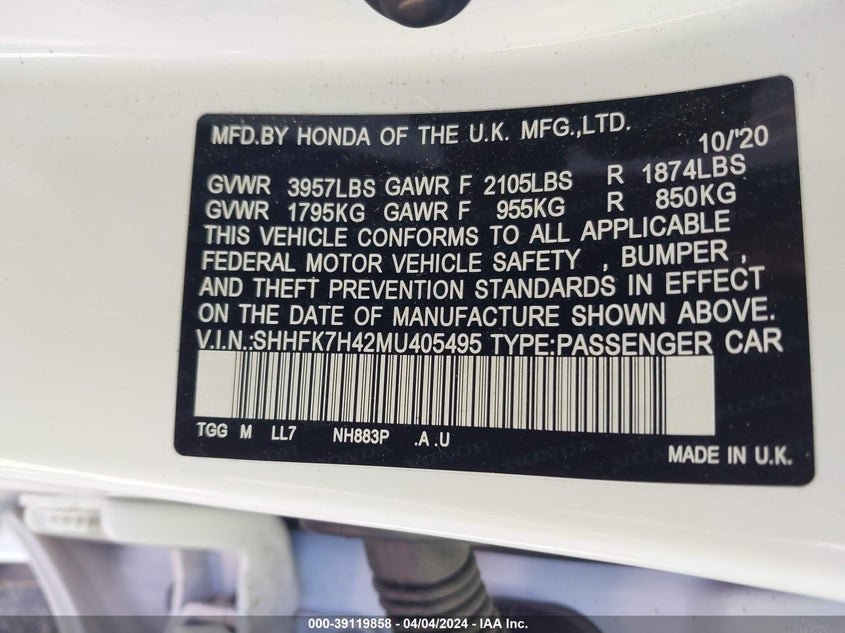 MFD.BY HONDA OF THE U.K. MFG.,LTD. 10/'20
GVWR 3957LBS GAWR F 2105LBS R 1874LBS
GVWR 1795KG GAWR F 955KG R 850KG
THIS VEHICLE CONFORMS TO ALL APPLICABLE
FEDERAL MOTOR VEHICLE SAFETY , BUMPER ,
AND THEFT PREVENTION STANDARDS IN EFFECT
ON THE DATE OF MANUFACTURE SHOWN ABOVE.
V.I.N.:SHHFK7H42MU405495 TYPE:PASSENGER CAR
TGG M LL7 NH883P .A .U
MADE IN U.K.
000-39119858 - 04/04/2024 - IAA, Inc.